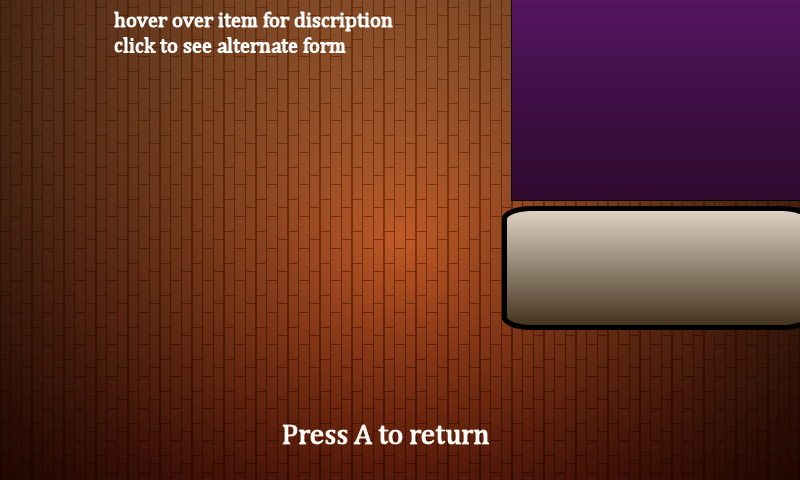 hover over item for discription
click to see alternate form
Press A to return